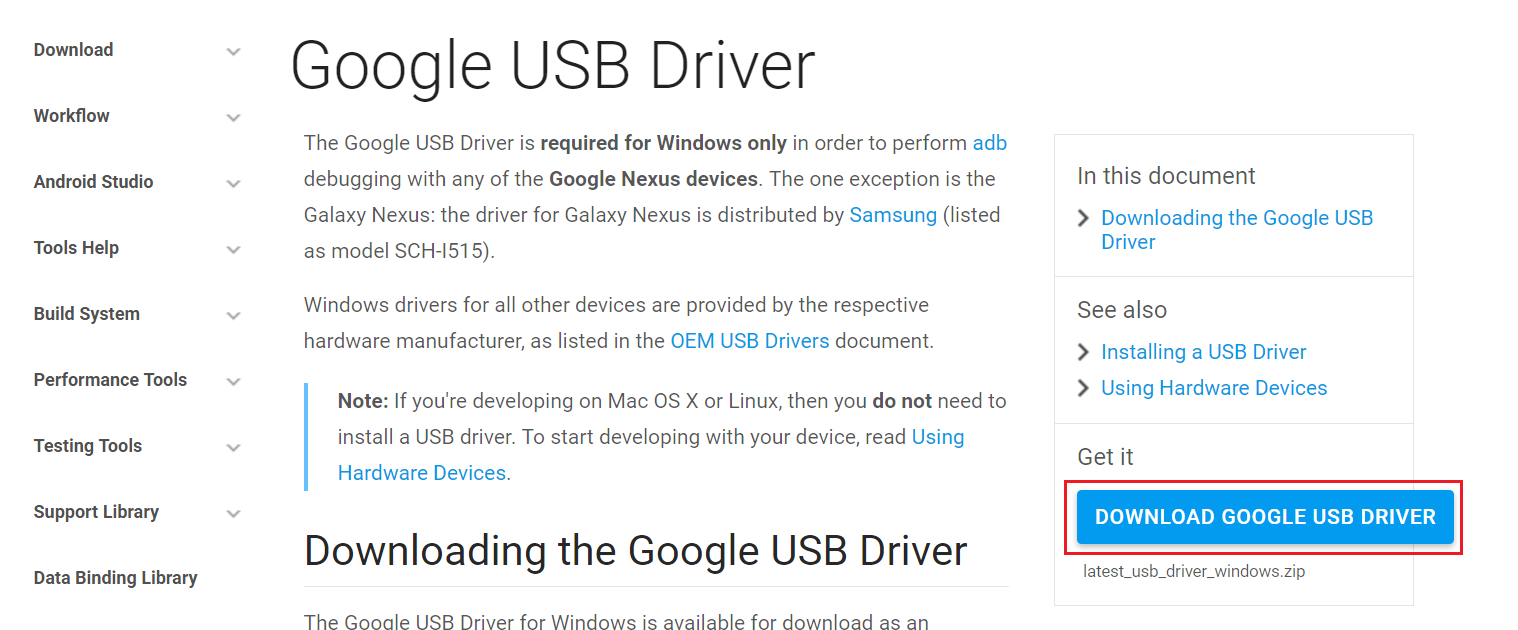 Download
Workflow
Android Studio
Tools Help
Build System
Performance Tools
Testing Tools
Support Library
Data Binding Library
Google USB Driver
The Google USB Driver is required for Windows only in order to perform adb
debugging with any of the Google Nexus devices. The one exception is the
Galaxy Nexus: the driver for Galaxy Nexus is distributed by Samsung (listed
as model SCH-I515).
Windows drivers for all other devices are provided by the respective
hardware manufacturer, as listed in the OEM USB Drivers document.
Note: If you're developing on Mac OS X or Linux, then you do not need to
install a USB driver. To start developing with your device, read Using
Hardware Devices.
Downloading the Google USB Driver
The Google USB Driver for Windows is available for download as an
In this document
Downloading the Google USB
Driver
See also
Installing a USB Driver
Using Hardware Devices
Get it
DOWNLOAD GOOGLE USB DRIVER
latest_usb_driver_windows.zip